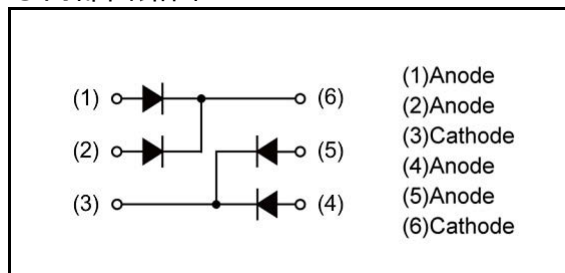 (1)
(6)
(2)
(5)
(3)
(4)
(1)Anode
(2)Anode
(3)Cathode
(4)Anode
(5)Anode
(6)Cathode